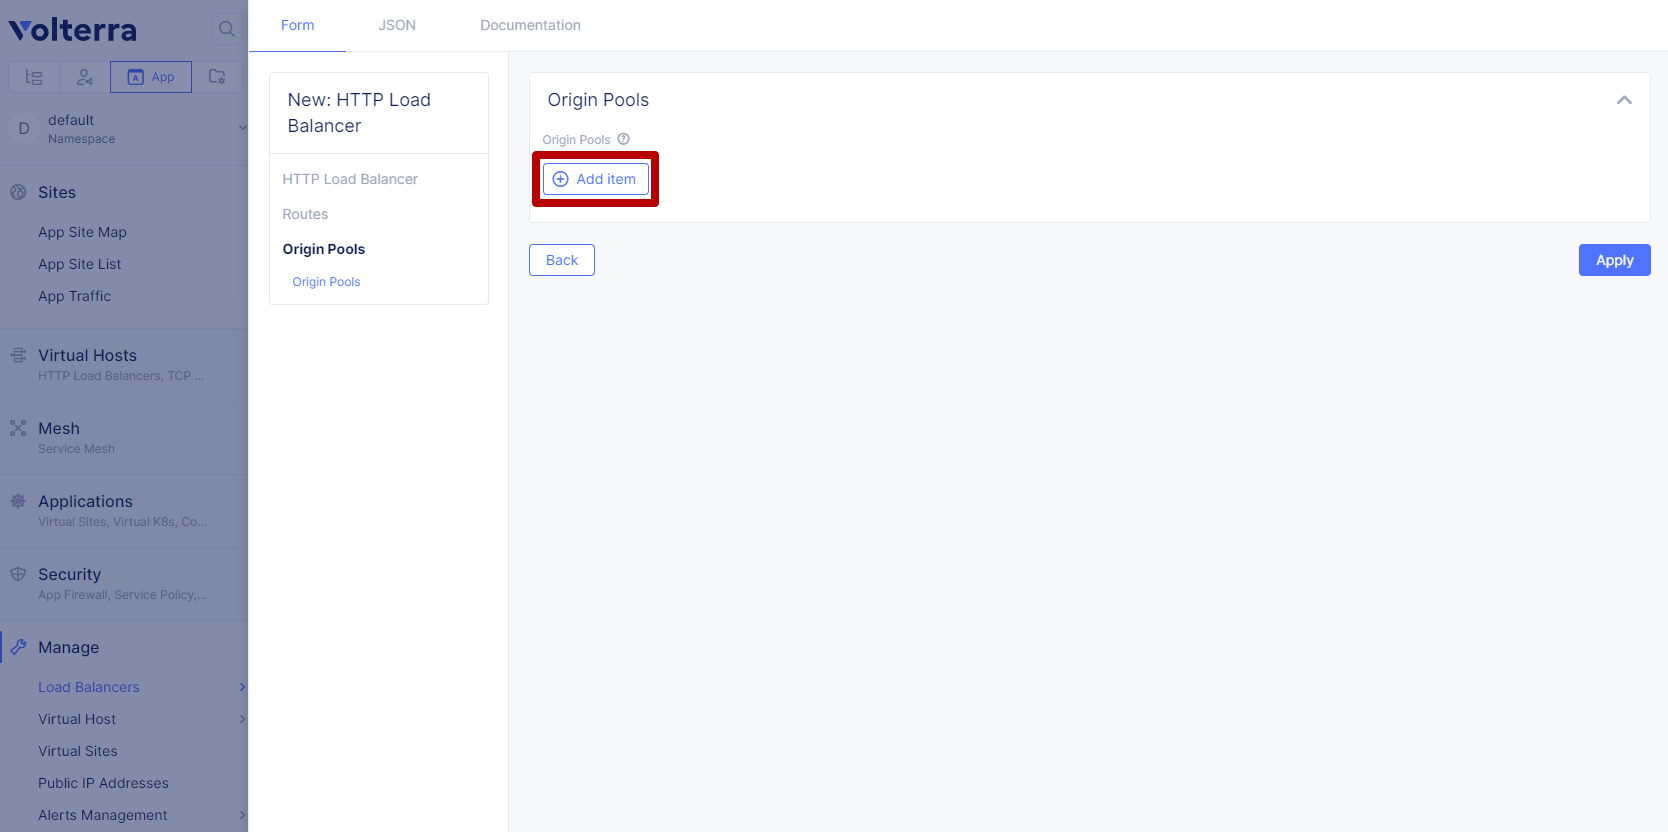 Volterra
App
D
default
Namespace
Sites
App Site Map
App Site List
App Traffic
Virtual Hosts
HTTP Load Balancers, TCP ...
Mesh
Service Mesh
Applications
Virtual Sites, Virtual K8s, Co...
Security
App Firewall, Service Policy,...
Manage
Load Balancers
Virtual Host
Virtual Sites
Public IP Addresses
Alerts Management
Form
JSON
Documentation
New: HTTP Load
Balancer
HTTP Load Balancer
Routes
Origin Pools
Origin Pools
Origin Pools
Origin Pools
Add item
Back
Apply